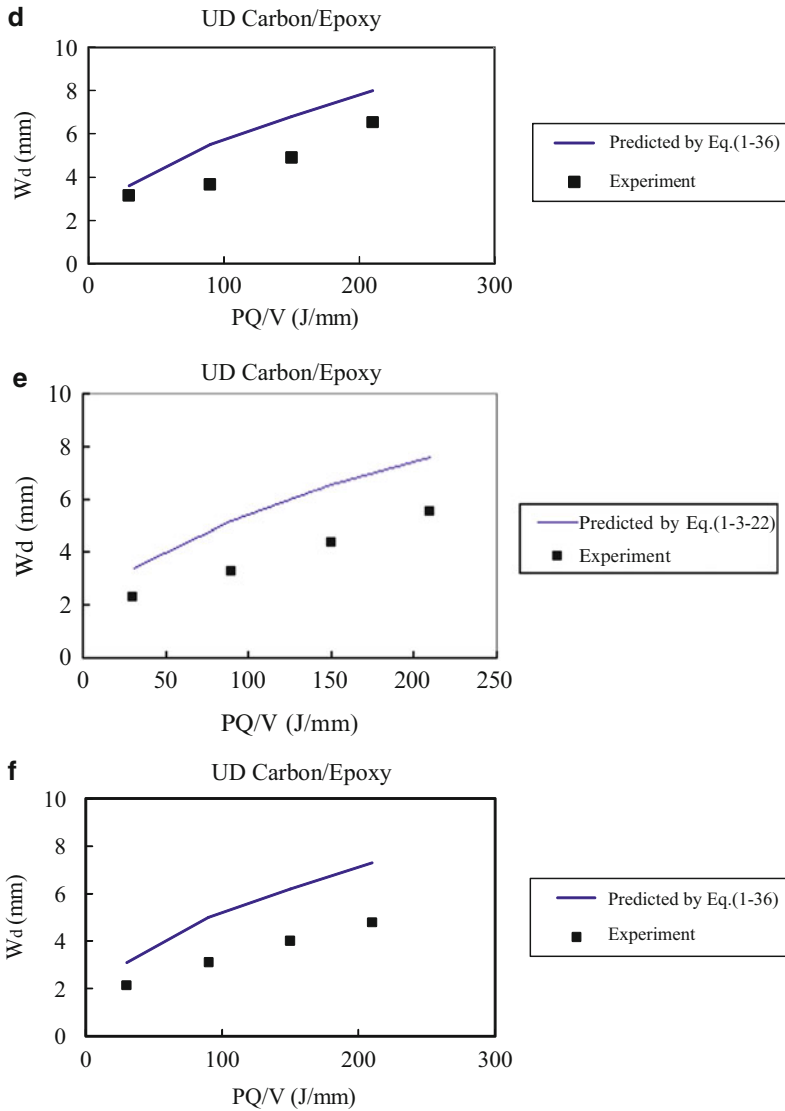 d
UD Carbon/Epoxy
10
8
6
4
2
0
Wd (mm)
0 100 200 300
PQ/V (J/mm)
Predicted by Eq.(1-36)
Experiment
e
UD Carbon/Epoxy
10
8
6
4
2
0
Wd (mm)
0 50 100 150 200 250
PQ/V (J/mm)
Predicted by Eq.(1-3-22)
Experiment
f
UD Carbon/Epoxy
10
8
6
4
2
0
Wd (mm)
0 100 200 300
PQ/V (J/mm)
Predicted by Eq.(1-36)
Experiment